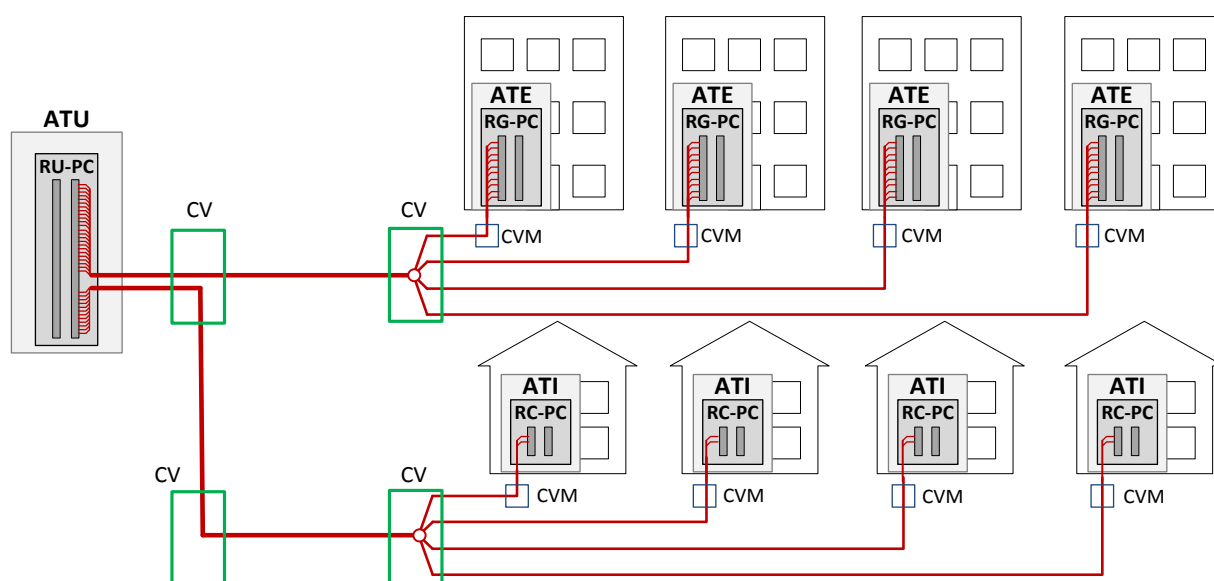 ATE ATE ATE ATE
RG-PC RG-PC RG-PC RG-PC
ATU
RU-PC
CV CV
CVM CVM CVM CVM
ATI ATI ATI ATI
RC-PC RC-PC RC-PC RC-PC
CV CV
CVM CVM CVM CVM